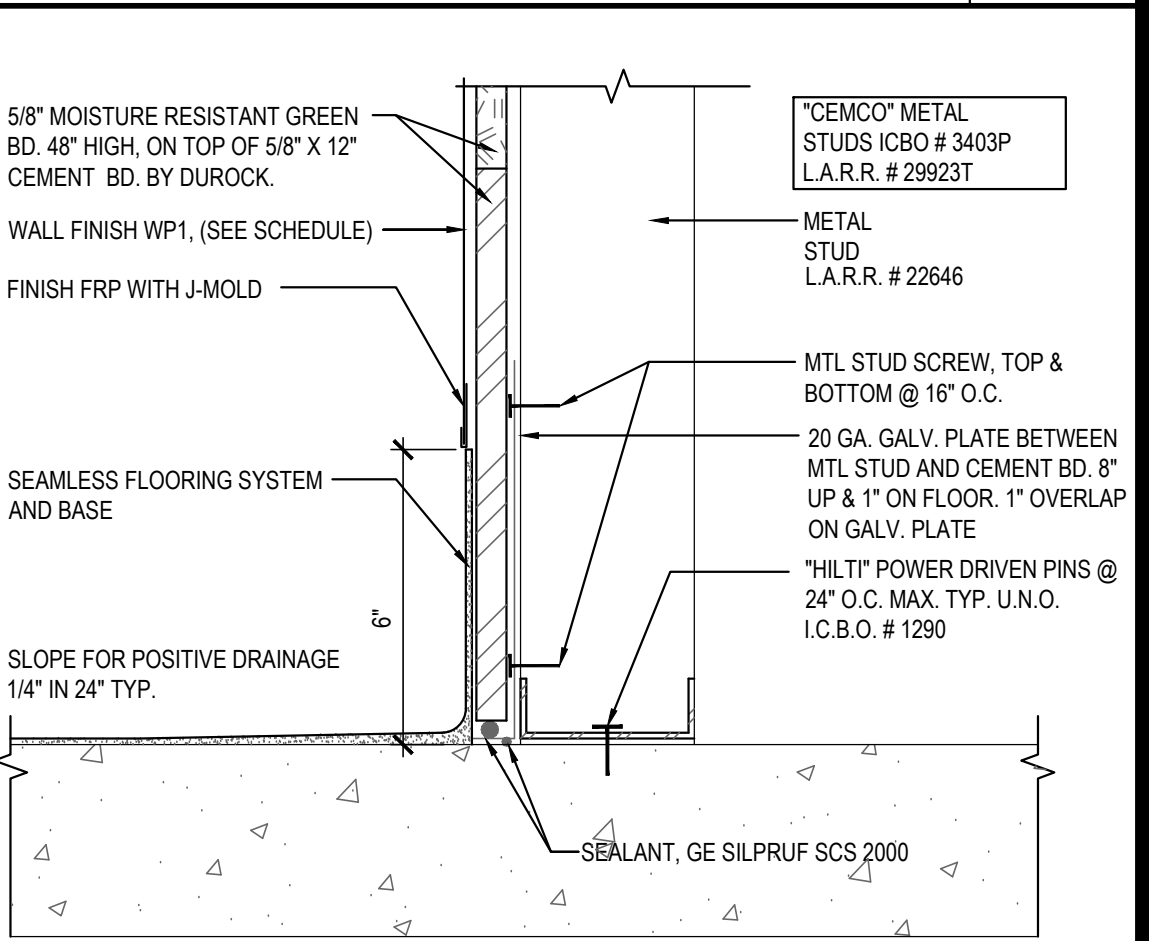 5/8" MOISTURE RESISTANT GREEN
BD. 48" HIGH, ON TOP OF 5/8" X 12"
CEMENT BD. BY DUROCK.
WALL FINISH WP1, (SEE SCHEDULE)
FINISH FRP WITH J-MOLD
SEAMLESS FLOORING SYSTEM
AND BASE
6"
SLOPE FOR POSITIVE DRAINAGE
1/4" IN 24" TYP.
"CEMCO" METAL
STUDS ICBO # 3403P
L.A.R.R. # 29923T
METAL
STUD
L.A.R.R. # 22646
MTL STUD SCREW, TOP &
BOTTOM @ 16" O.C.
20 GA. GALV. PLATE BETWEEN
MTL STUD AND CEMENT BD. 8"
UP & 1" ON FLOOR. 1" OVERLAP
ON GALV. PLATE
"HILTI" POWER DRIVEN PINS @
24" O.C. MAX. TYP. U.N.O.
I.C.B.O. # 1290
SEALANT, GE SILPRUF SCS 2000